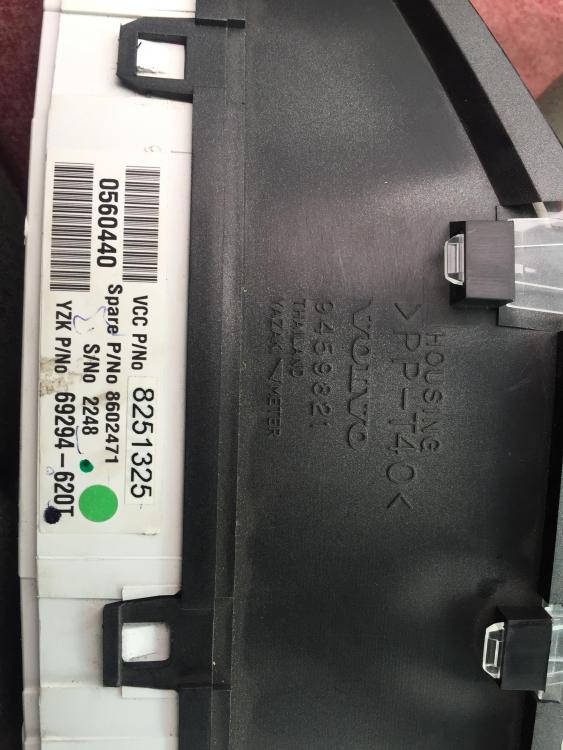 VCC P/No 8251325
Spare P/No 8602471
0560440 S/No 2248
YZK P/No 69294-620T
HOUSING
>PP-T40<
VOLVO
9459821
THAILAND
YAZAKI METER